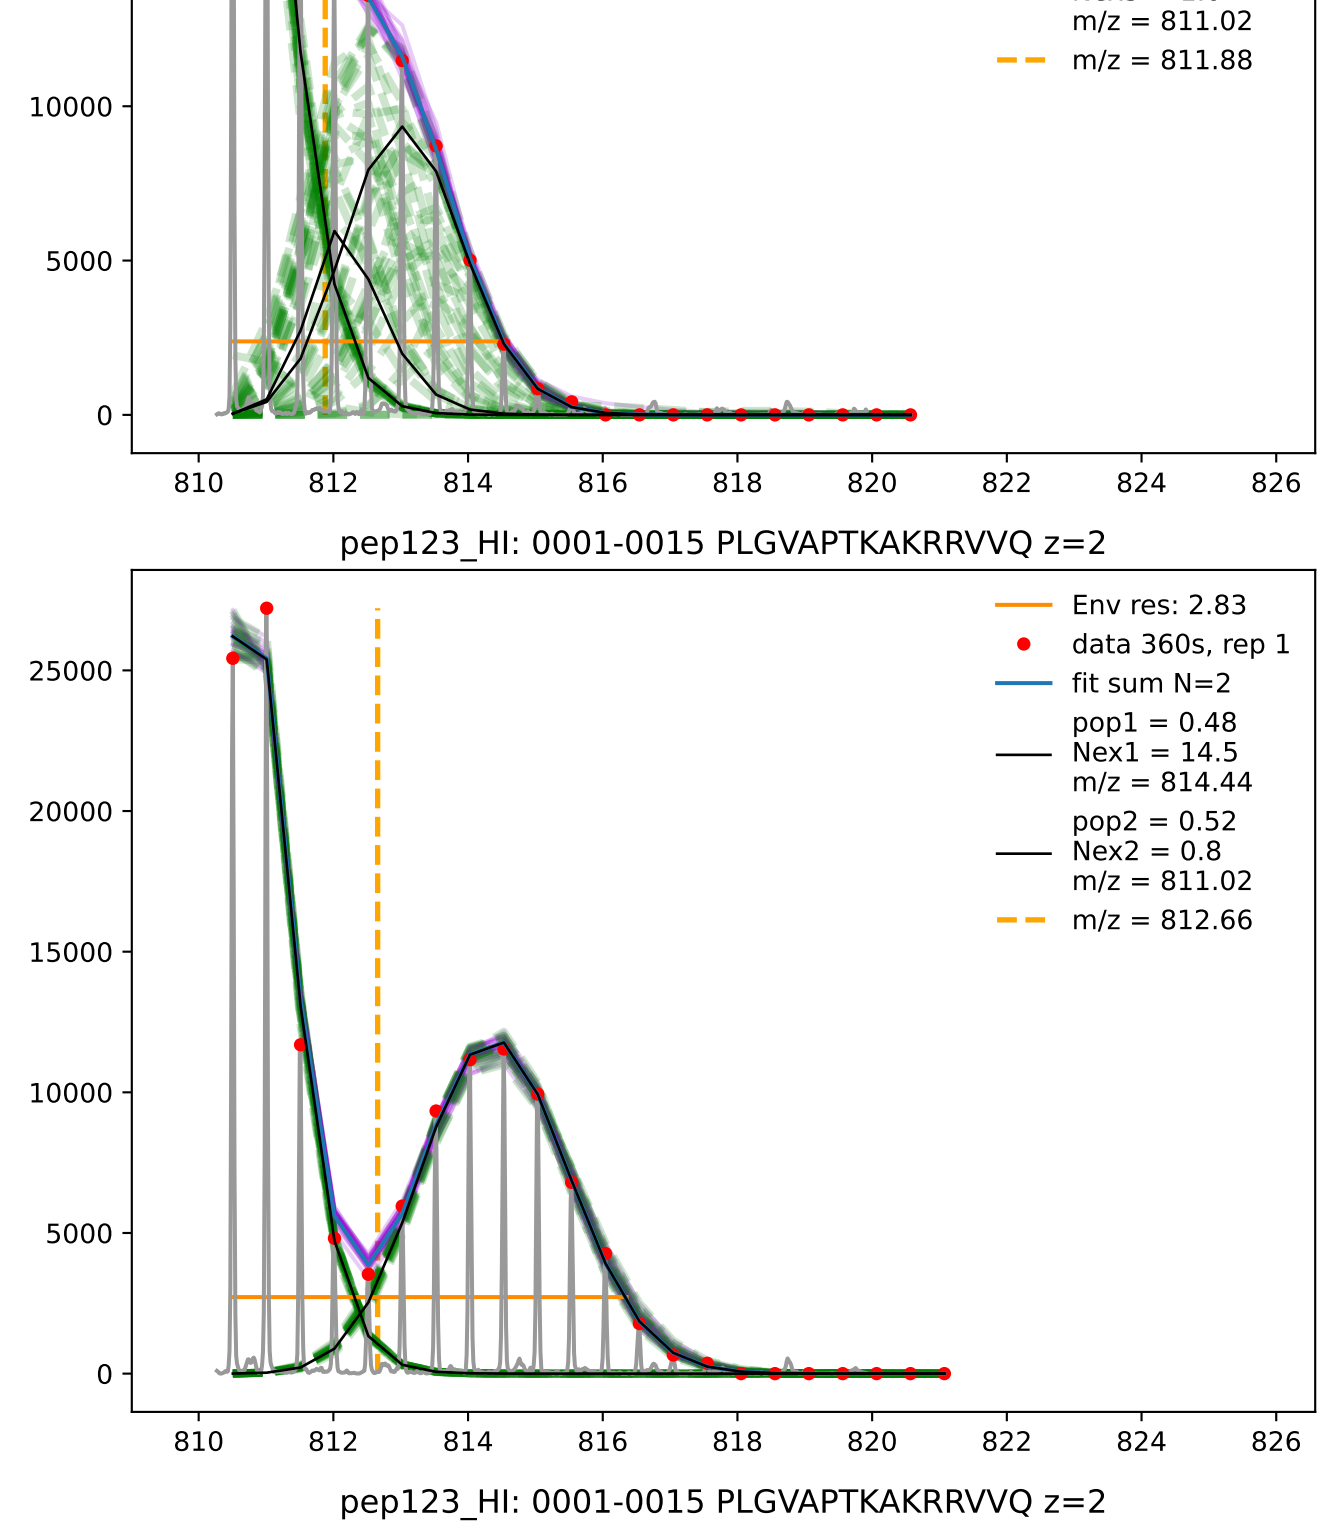 m/z = 811.02
m/z = 811.88
10000
5000
0
810 812 814 816 818 820 822 824 826
pep123_HI: 0001-0015 PLGVAPTKAKRRVVQ z=2
Env res: 2.83
data 360s, rep 1
fit sum N=2
pop1 = 0.48
Nex1 = 14.5
m/z = 814.44
pop2 = 0.52
Nex2 = 0.8
m/z = 811.02
m/z = 812.66
25000
20000
15000
10000
5000
0
810 812 814 816 818 820 822 824 826
pep123_HI: 0001-0015 PLGVAPTKAKRRVVQ z=2